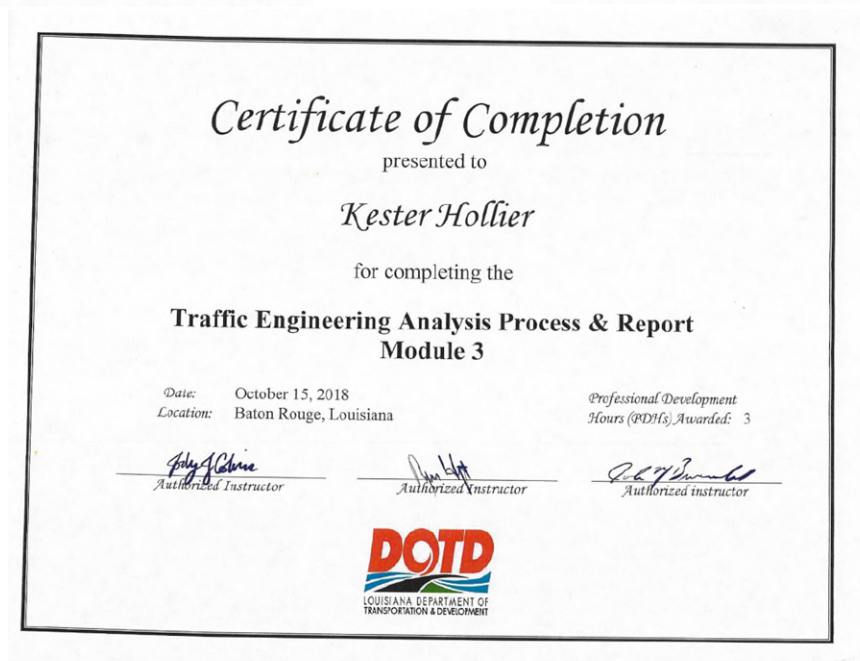 Certificate of Completion
presented to
Kester Hollier
for completing the
Traffic Engineering Analysis Process & Report
Module 3
Date: October 15, 2018
Location: Baton Rouge, Louisiana
Professional Development
Hours (PDHs) Awarded: 3
Authorized Instructor
Authorized Instructor
Authorized instructor
DOTD
LOUISIANA DEPARTMENT OF
TRANSPORTATION & DEVELOPMENT